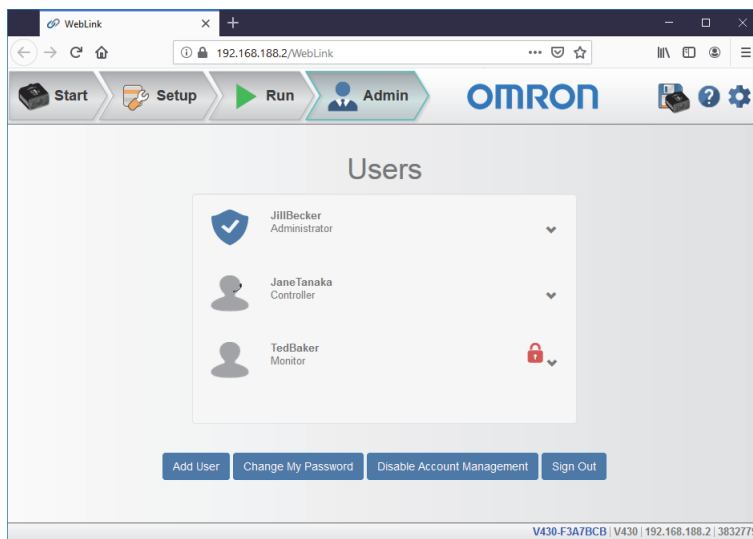 WebLink
192.168.188.2/WebLink
Start
Setup
Run
Admin
OMRON
Users
JillBecker
Administrator
JaneTanaka
Controller
TedBaker
Monitor
Add User
Change My Password
Disable Account Management
Sign Out
V430-F3A7BCB | V430 | 192.168.188.2 | 3832779